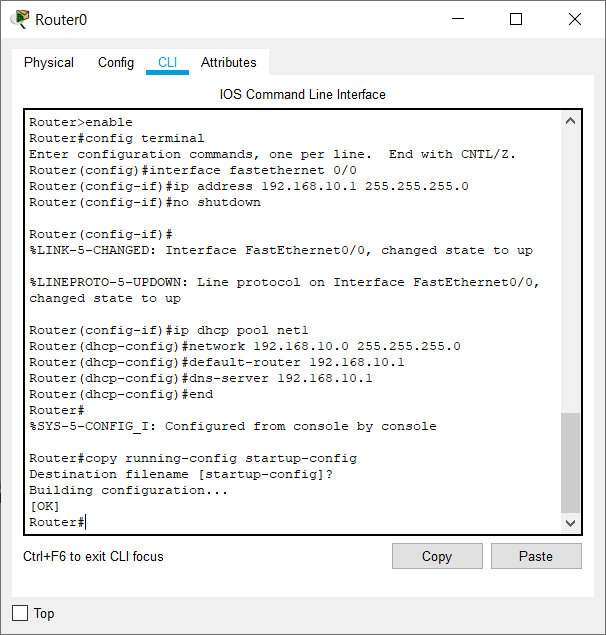 Router0
Physical Config CLI Attributes
IOS Command Line Interface
Router>enable
Router#config terminal
Enter configuration commands, one per line.  End with CNTL/Z.
Router(config)#interface fastethernet 0/0
Router(config-if)#ip address 192.168.10.1 255.255.255.0
Router(config-if)#no shutdown
Router(config-if)#
%LINK-5-CHANGED: Interface FastEthernet0/0, changed state to up
%LINEPROTO-5-UPDOWN: Line protocol on Interface FastEthernet0/0,
changed state to up
Router(config-if)#ip dhcp pool net1
Router(dhcp-config)#network 192.168.10.0 255.255.255.0
Router(dhcp-config)#default-router 192.168.10.1
Router(dhcp-config)#dns-server 192.168.10.1
Router(dhcp-config)#end
Router#
%SYS-5-CONFIG_I: Configured from console by console
Router#copy running-config startup-config
Destination filename [startup-config]?
Building configuration...
[OK]
Router#
Ctrl+F6 to exit CLI focus Copy Paste
Top